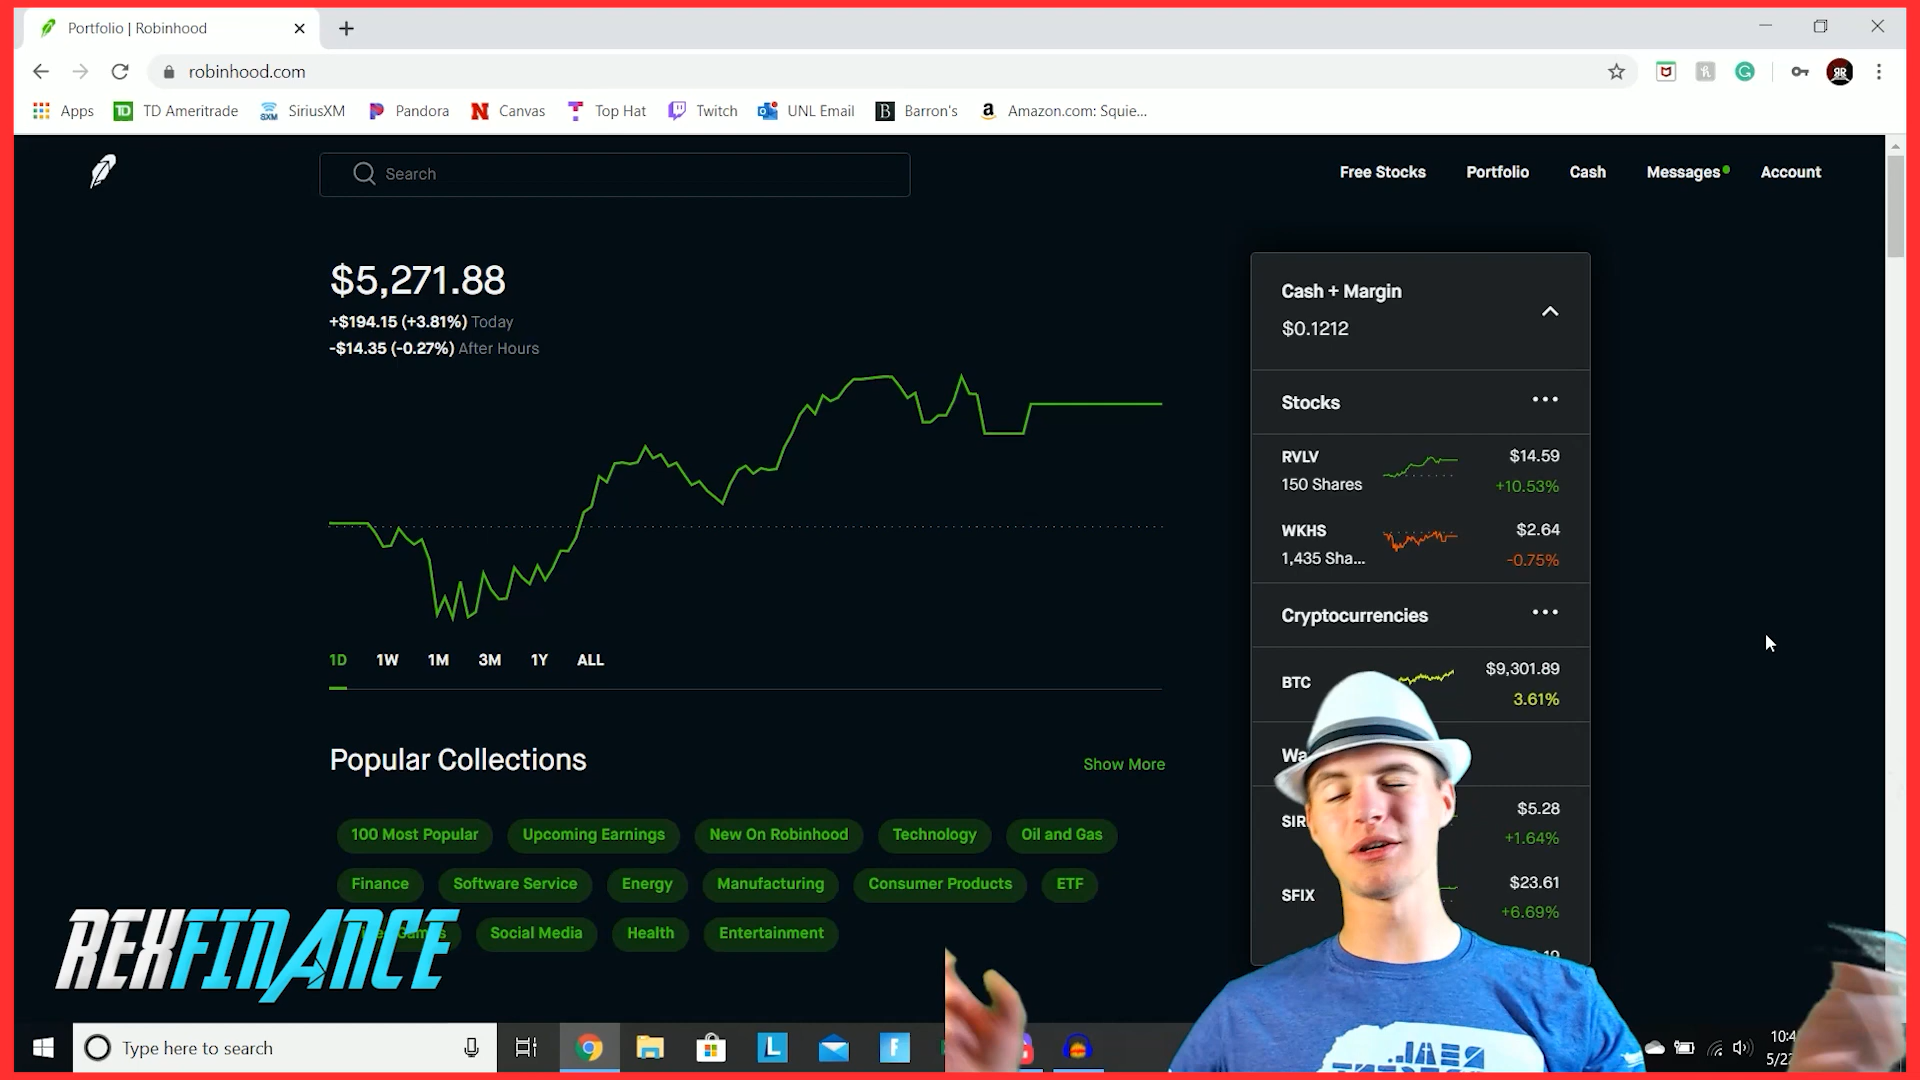 Portfolio | Robinhood
robinhood.com
Apps TD Ameritrade SiriusXM Pandora Canvas Top Hat Twitch UNL Email Barron's Amazon.com: Squie...
Search
Free Stocks Portfolio Cash Messages Account
$5,271.88
+$194.15 (+3.81%) Today
-$14.35 (-0.27%) After Hours
1D 1W 1M 3M 1Y ALL
Popular Collections
Show More
100 Most Popular Upcoming Earnings New On Robinhood Technology Oil and Gas
Finance Software Service Energy Manufacturing Consumer Products ETF
Social Media Health Entertainment
Cash + Margin
$0.1212
Stocks
RVLV $14.59
150 Shares +10.53%
WKHS $2.64
1,435 Sha... -0.75%
Cryptocurrencies
BTC $9,301.89
3.61%
$5.28
+1.64%
SFIX $23.61
+6.69%
REXFINANCE
Type here to search